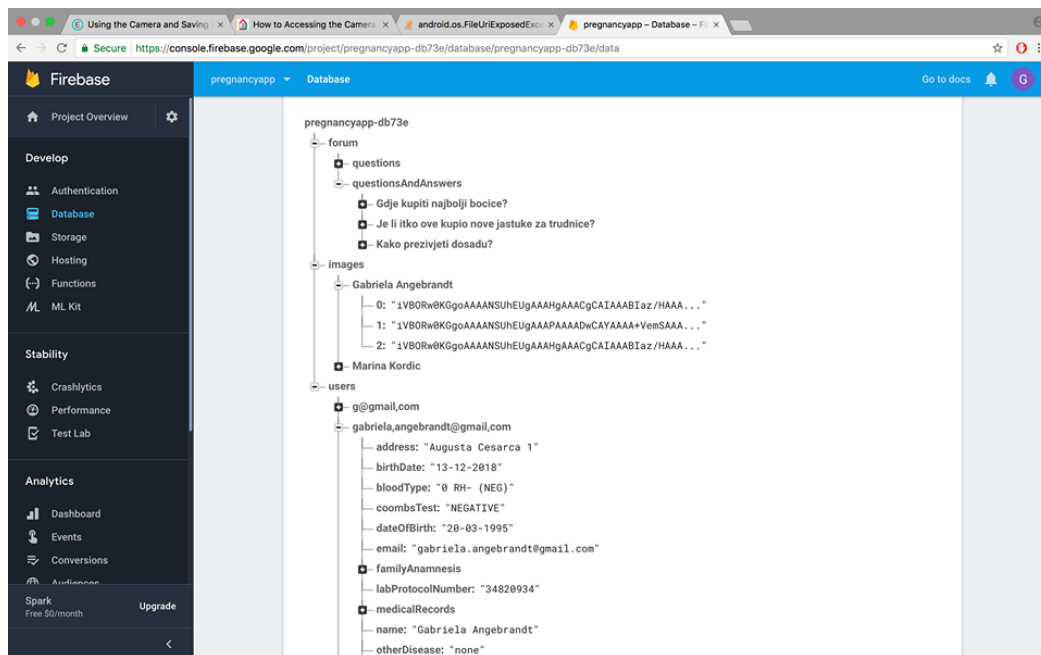 Using the Camera and Saving
How to Accessing the Camera
android.os.FileUriExposedExce
pregnancyapp – Database – Fi
Secure https://console.firebase.google.com/project/pregnancyapp-db73e/database/pregnancyapp-db73e/data
Firebase
pregnancyapp Database Go to docs G
Project Overview
Develop
Authentication
Database
Storage
Hosting
Functions
ML Kit
Stability
Crashlytics
Performance
Test Lab
Analytics
Dashboard
Events
Conversions
Audiences
Spark
Free $0/month
Upgrade
pregnancyapp-db73e
forum
questions
questionsAndAnswers
Gdje kupiti najbolji bocice?
Je li itko ove kupio nove jastuke za trudnice?
Kako prezivjeti dosadu?
images
Gabriela Angebrandt
0: "iVBORw0KGgoAAAANSUhEUgAAAHgAAACgCAIAAABIaz/HAAA..."
1: "iVBORw0KGgoAAAANSUhEUgAAAPAAAADwCAYAAAA+VemSAAA..."
2: "iVBORw0KGgoAAAANSUhEUgAAAHgAAACgCAIAAABIaz/HAAA..."
Marina Kordic
users
g@gmail,com
gabriela,angebrandt@gmail,com
address: "Augusta Cesarca 1"
birthDate: "13-12-2018"
bloodType: "0 RH- (NEG)"
coombsTest: "NEGATIVE"
dateOfBirth: "20-03-1995"
email: "gabriela.angebrandt@gmail.com"
familyAnamnesis
labProtocolNumber: "34820934"
medicalRecords
name: "Gabriela Angebrandt"
otherDisease: "none"